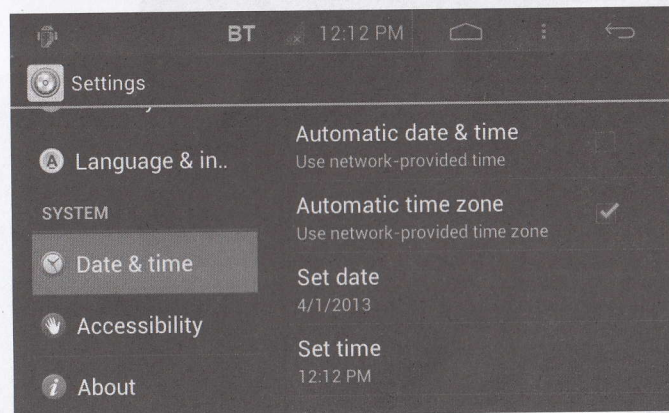 BT 12:12 PM
Settings
Language & in..
SYSTEM
Date & time
Accessibility
About
Automatic date & time
Use network-provided time
Automatic time zone
Use network-provided time zone
Set date
4/1/2013
Set time
12:12 PM